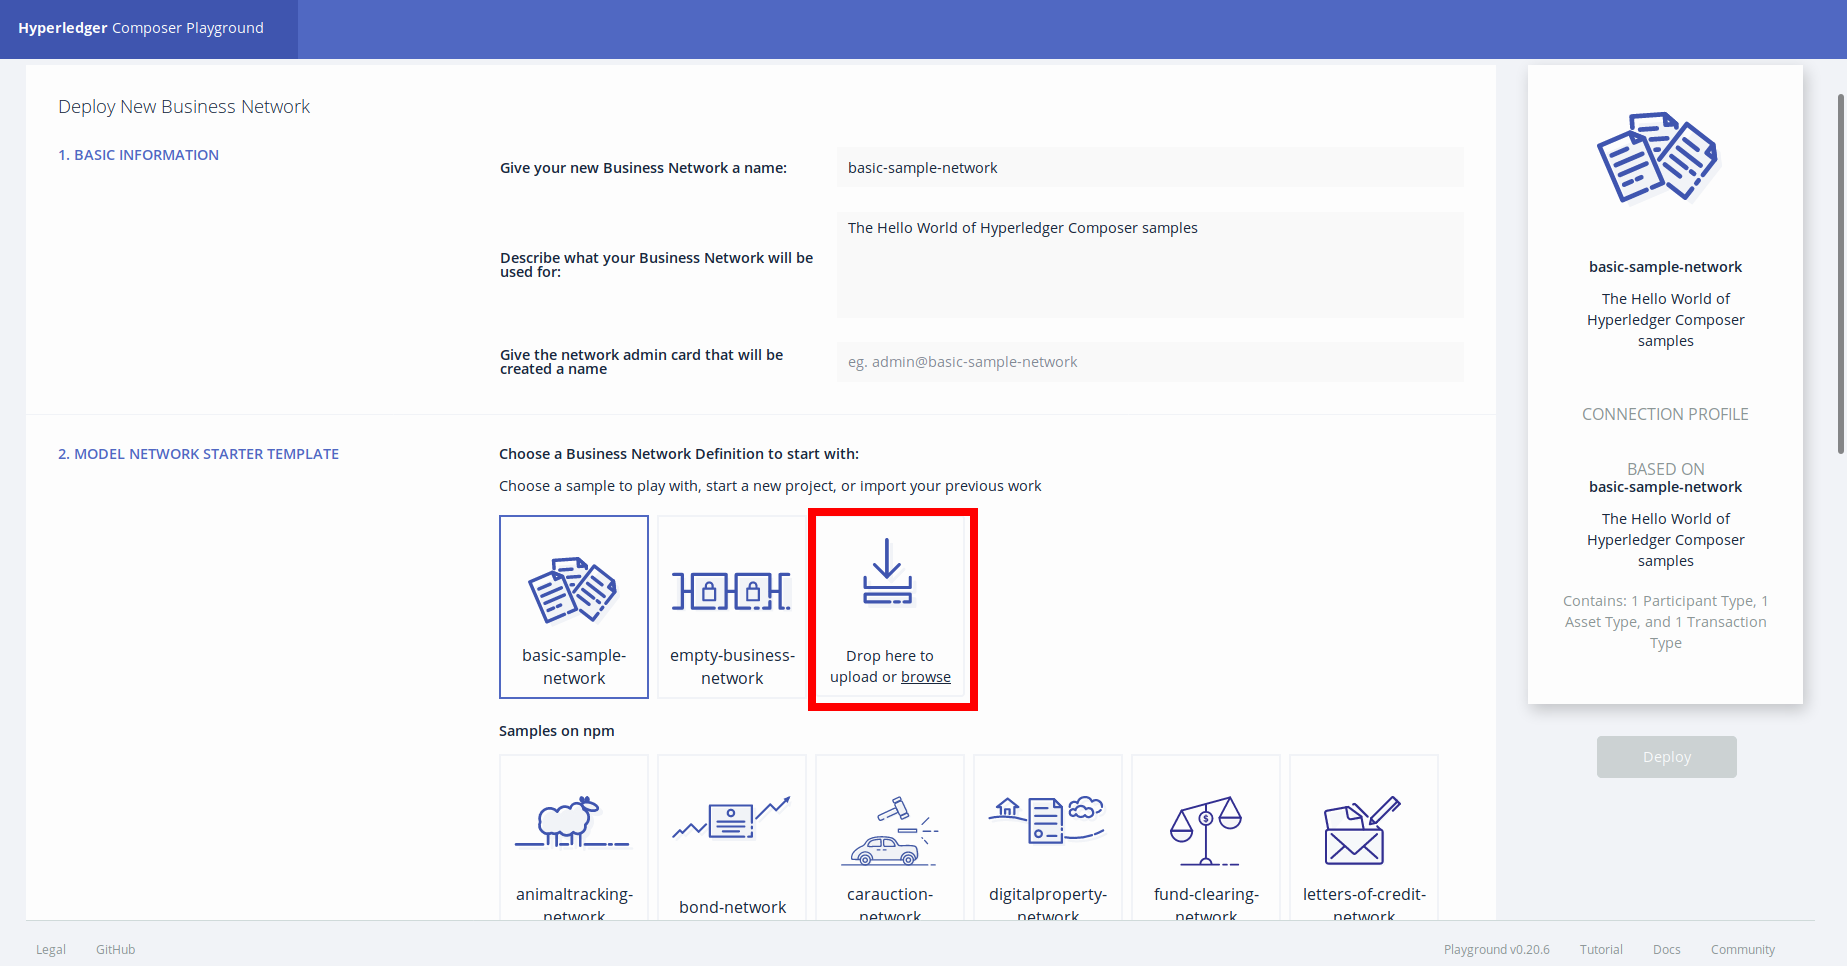 Hyperledger Composer Playground
Deploy New Business Network
1. BASIC INFORMATION
Give your new Business Network a name:
basic-sample-network
Describe what your Business Network will be
used for:
The Hello World of Hyperledger Composer samples
Give the network admin card that will be
created a name
eg. admin@basic-sample-network
2. MODEL NETWORK STARTER TEMPLATE
Choose a Business Network Definition to start with:
Choose a sample to play with, start a new project, or import your previous work
basic-sample-
network
empty-business-
network
Drop here to
upload or browse
Samples on npm
animaltracking-
network
bond-network
carauction-
network
digitalproperty-
network
fund-clearing-
network
letters-of-credit-
network
basic-sample-network
The Hello World of
Hyperledger Composer
samples
CONNECTION PROFILE
BASED ON
basic-sample-network
The Hello World of
Hyperledger Composer
samples
Contains: 1 Participant Type, 1
Asset Type, and 1 Transaction
Type
Deploy
Legal
GitHub
Playground v0.20.6
Tutorial
Docs
Community